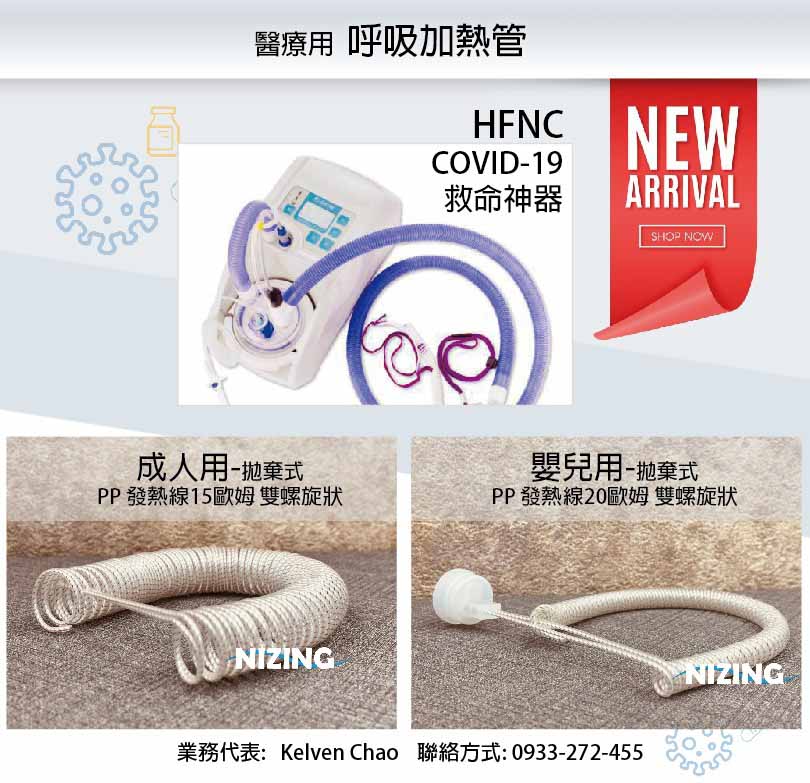 醫療用 呼吸加熱管
HFNC
COVID-19
救命神器
NEW
ARRIVAL
SHOP NOW
成人用-拋棄式
PP 發熱線15歐姆 雙螺旋狀
嬰兒用-拋棄式
PP 發熱線20歐姆 雙螺旋狀
NIZING
NIZING
業務代表: Kelven Chao 聯絡方式: 0933-272-455